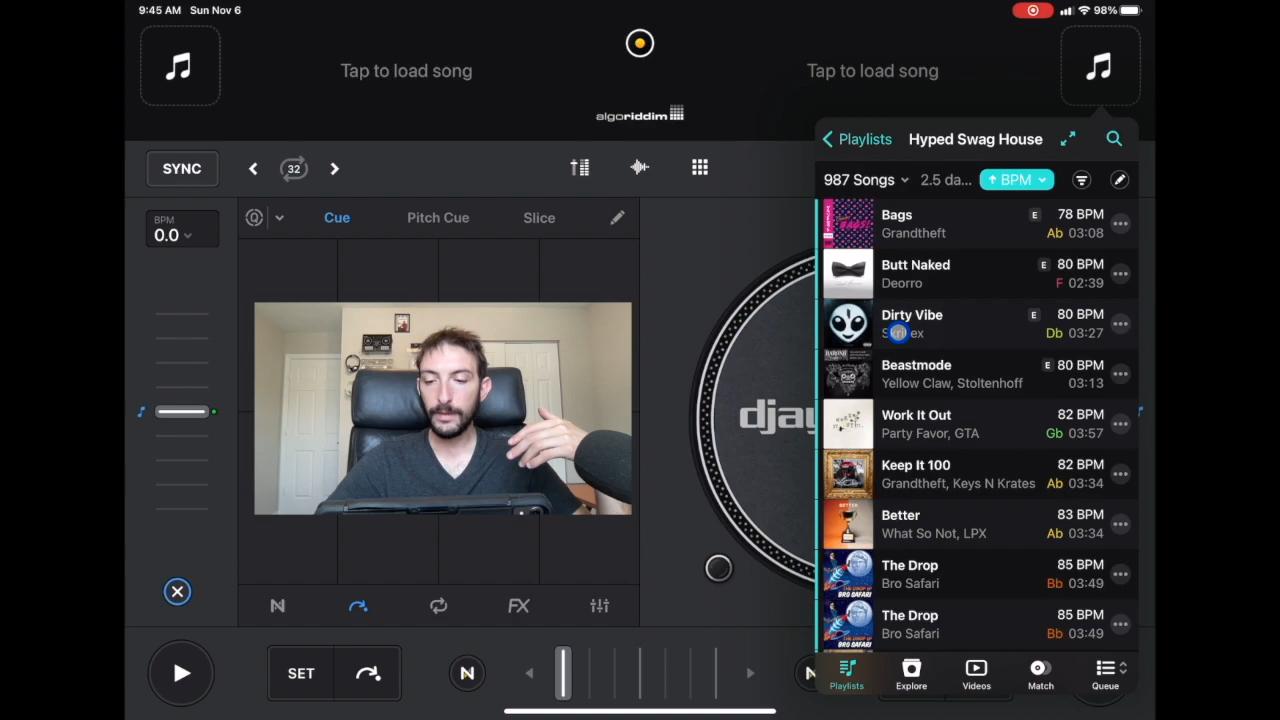 9:45 AM Sun Nov 6
98%
Tap to load song
Tap to load song
algoriddim
Playlists Hyped Swag House
SYNC
32
987 Songs 2.5 da... BPM
BPM
0.0
Cue Pitch Cue Slice
Bags E 78 BPM
Grandtheft Ab 03:08
Butt Naked E 80 BPM
Deorro F 02:39
Dirty Vibe E 80 BPM
Db 03:27
Beastmode E 80 BPM
Yellow Claw, Stoltenhoff 03:13
Work It Out 82 BPM
Party Favor, GTA Gb 03:57
Keep It 100 82 BPM
Grandtheft, Keys N Krates Ab 03:34
Better 83 BPM
What So Not, LPX Ab 03:34
The Drop 85 BPM
Bro Safari Bb 03:49
The Drop 85 BPM
Bro Safari Bb 03:49
djay
FX
SET
Playlists Explore Videos Match Queue